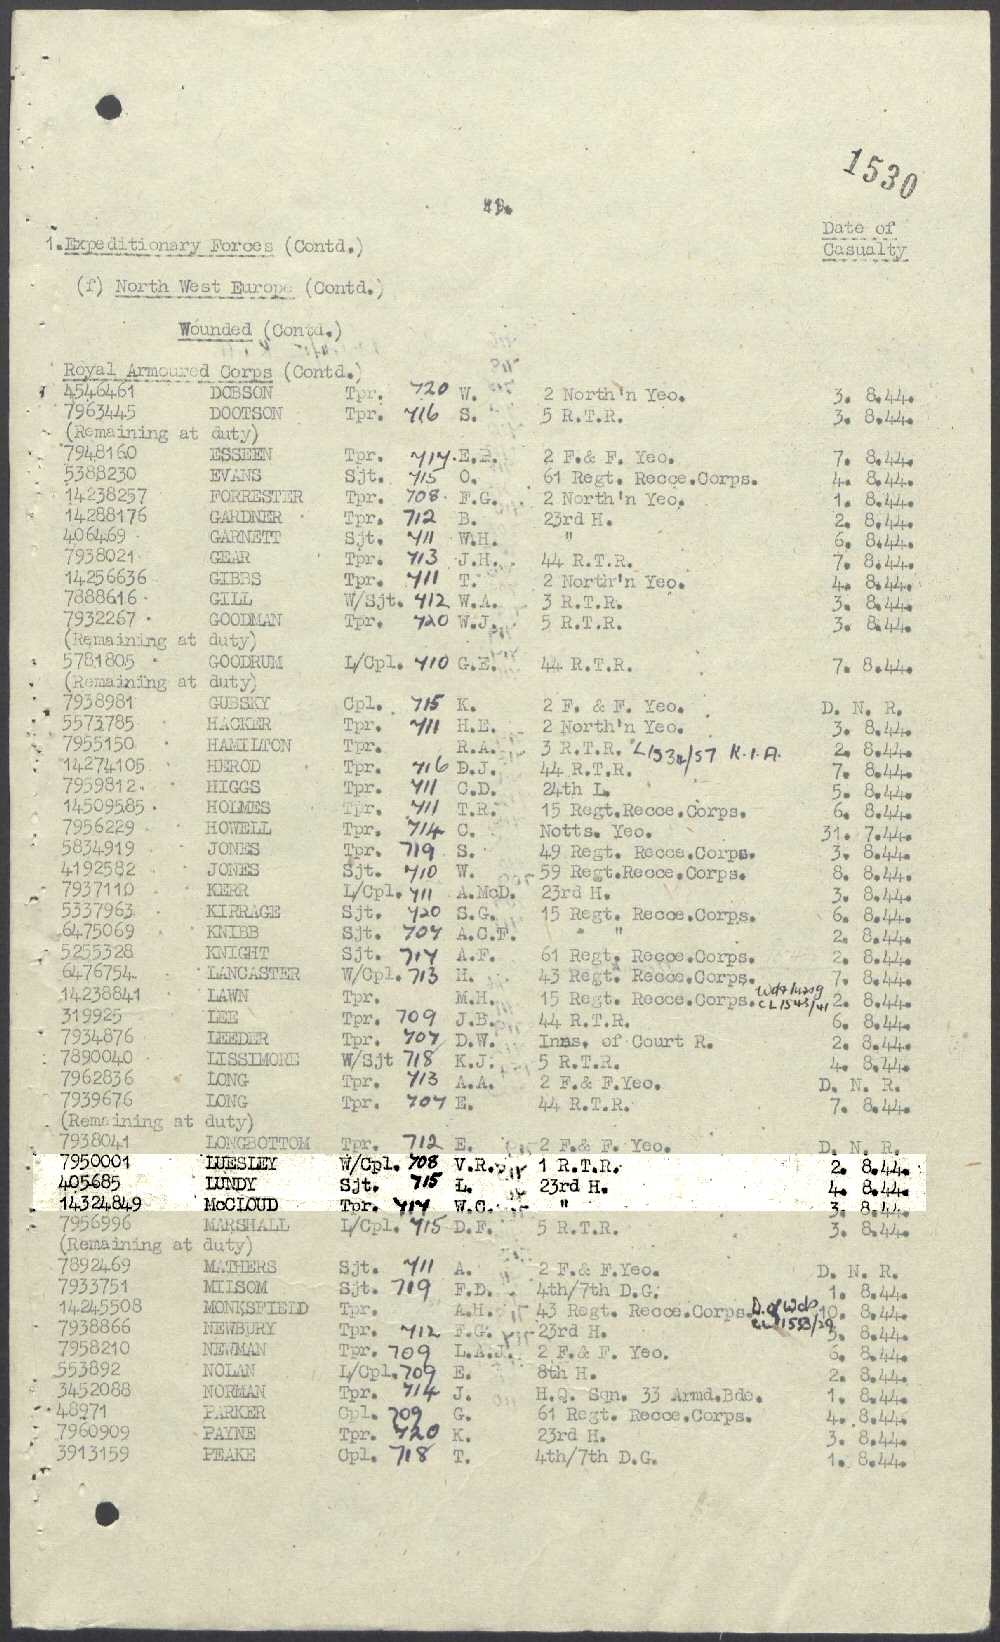 1530
Date of
Casualty
1. Expeditionary Forces (Contd.)
(f) North West Europe (Contd.)
Wounded (Contd.)
Royal Armoured Corps (Contd.)
4546461 DOBSON Tpr. 720 W. 2 North'n Yeo. 3. 8.44.
7963445 DOOTSON Tpr. 716 S. 5 R.T.R. 3. 8.44.
(Remaining at duty)
7948160 ESSEEN Tpr. 717 E.R. 2 F.& F. Yeo. 7. 8.44.
5388230 EVANS Sjt. 715 O. 61 Regt. Recce.Corps. 4. 8.44.
14238257 FORRESTER Tpr. 708 F.G. 2 North'n Yeo. 1. 8.44.
14288176 GARDNER Tpr. 712 B. 23rd H. 2. 8.44.
406469 GARNETT Sjt. 711 W.H. " 6. 8.44.
7938021 GEAR Tpr. 713 J.H. 44 R.T.R. 7. 8.44.
14256636 GIBBS Tpr. 711 T. 2 North'n Yeo. 4. 8.44.
7888616 GILL W/Sjt. 712 W.A. 3 R.T.R. 3. 8.44.
7932267 GOODMAN Tpr. 720 W.J. 5 R.T.R. 3. 8.44.
(Remaining at duty)
5781805 GOODRUM L/Cpl. 710 G.E. 44 R.T.R. 7. 8.44.
(Remaining at duty)
7938981 GUBSKY Cpl. 715 K. 2 F. & F. Yeo. D. N. R.
5573785 HACKER Tpr. 711 H.E. 2 North'n Yeo. 3. 8.44.
7955150 HAMILTON Tpr. R.A. 3 R.T.R. K.I.A. 2. 8.44.
14274105 HEROD Tpr. 716 D.J. 44 R.T.R. 7. 8.44.
7959812 HIGGS Tpr. 711 C.D. 24th L. 5. 8.44.
14509585 HOLMES Tpr. 711 T.R. 15 Regt.Recce.Corps. 6. 8.44.
7956229 HOWELL Tpr. 714 C. Notts. Yeo. 31. 7.44.
5834919 JONES Tpr. 719 S. 49 Regt. Recce.Corps. 3. 8.44.
4192582 JONES Sjt. 710 W. 59 Regt.Recce.Corps. 8. 8.44.
7937110 KERR L/Cpl. 711 A.McD. 23rd H. 3. 8.44.
5337963 KIRRAGE Sjt. 720 S.G. 15 Regt. Recce.Corps. 6. 8.44.
6475069 KNIBB Sjt. 707 A.C.F. " 2. 8.44.
5255328 KNIGHT Sjt. 717 A.F. 61 Regt. Recce.Corps. 2. 8.44.
6476754 LANCASTER W/Cpl. 713 H. 43 Regt. Recce.Corps. 7. 8.44.
14238841 LAWN Tpr. M.H. 15 Regt. Recce.Corps. CL1543/41 2. 8.44.
319925 LEE Tpr. 709 J.B. 44 R.T.R. 6. 8.44.
7934876 LEEDER Tpr. 707 D.W. Inns. of Court R. 2. 8.44.
7890040 LISSIMORE W/Sjt 718 K.J. 5 R.T.R. 4. 8.44.
7962836 LONG Tpr. 713 A.A. 2 F.& F.Yeo. D. N. R.
7939676 LONG Tpr. 707 E. 44 R.T.R. 7. 8.44.
(Remaining at duty)
7938041 LONGBOTTOM Tpr. 712 E. 2 F.& F. Yeo. D. N. R.
7950001 LUESLEY W/Cpl. 708 V.R. 1 R.T.R. 2. 8.44.
405685 LUNDY Sjt. 715 L. 23rd H. 4. 8.44.
14324849 McCLOUD Tpr. 717 W.C. " 3. 8.44.
7956996 MARSHALL L/Cpl. 715 D.F. 5 R.T.R. 3. 8.44.
(Remaining at duty)
7892469 MATHERS Sjt. 711 A. 2 F.& F.Yeo. D. N. R.
7933751 MILSOM Sjt. 719 F.D. 4th/7th D.G. 1. 8.44.
14245508 MONKSFIELD Tpr. A.H. 43 Regt. Recce.Corps. D. of Wds 10. 8.44.
7938866 NEWBURY Tpr. 712 F.G. 23rd H. CL1553/29 5. 8.44.
7958210 NEWMAN Tpr. 709 L.A.J. 2 F.& F. Yeo. 6. 8.44.
553892 NOLAN L/Cpl. 709 E. 8th H. 2. 8.44.
3452088 NORMAN Tpr. 714 J. H.Q. Sqn. 33 Armd.Bde. 1. 8.44.
48971 PARKER Cpl. 709 G. 61 Regt. Recce.Corps. 4. 8.44.
7960909 PAYNE Tpr. 720 K. 23rd H. 3. 8.44.
3913159 PEAKE Cpl. 718 T. 4th/7th D.G. 1. 8.44.